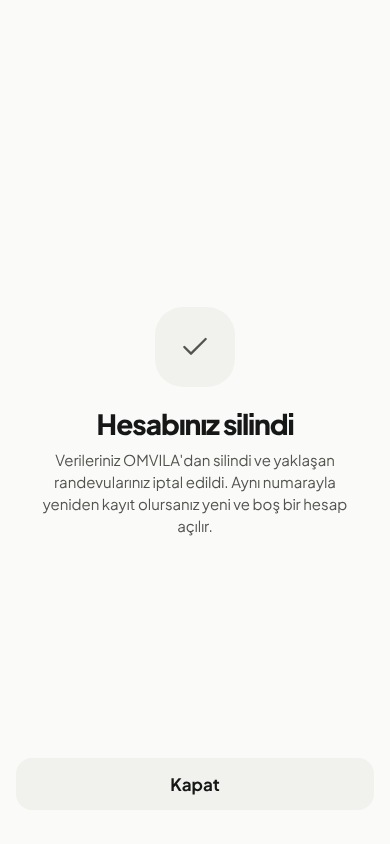 Hesabınız silindi
Verileriniz OMVILA'dan silindi ve yaklaşan
randevularınız iptal edildi. Aynı numarayla
yeniden kayıt olursanız yeni ve boş bir hesap
açılır.
Kapat